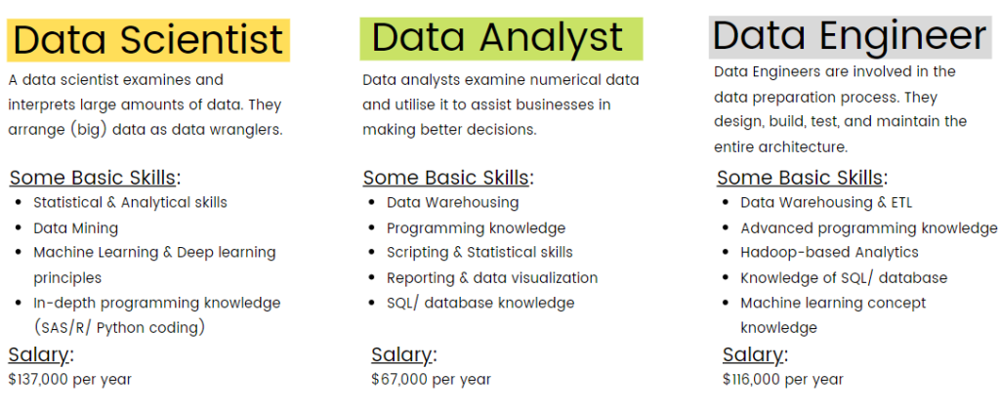 Data Scientist
A data scientist examines and
interprets large amounts of data. They
arrange (big) data as data wranglers.
Some Basic Skills:
• Statistical & Analytical skills
• Data Mining
• Machine Learning & Deep learning
principles
• In-depth programming knowledge
(SAS/R/ Python coding)
Salary:
$137,000 per year
Data Analyst
Data analysts examine numerical data
and utilise it to assist businesses in
making better decisions.
Some Basic Skills:
• Data Warehousing
• Programming knowledge
• Scripting & Statistical skills
• Reporting & data visualization
• SQL/ database knowledge
Salary:
$67,000 per year
Data Engineer
Data Engineers are involved in the
data preparation process. They
design, build, test, and maintain the
entire architecture.
Some Basic Skills:
• Data Warehousing & ETL
• Advanced programming knowledge
• Hadoop-based Analytics
• Knowledge of SQL/ database
• Machine learning concept
knowledge
Salary:
$116,000 per year